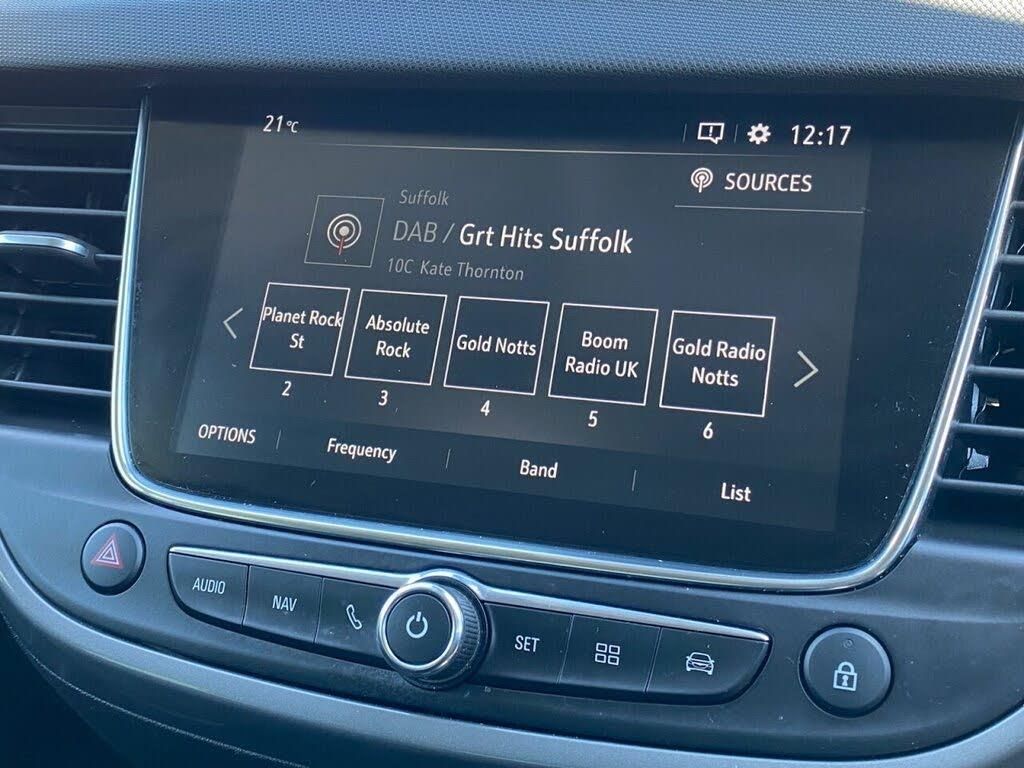 21°C
12:17
SOURCES
Suffolk
DAB / Grt Hits Suffolk
10C Kate Thornton
Planet Rock
St
Absolute
Rock
Gold Notts
Boom
Radio UK
Gold Radio
Notts
2
3
4
5
6
OPTIONS
Frequency
Band
List
AUDIO
NAV
SET